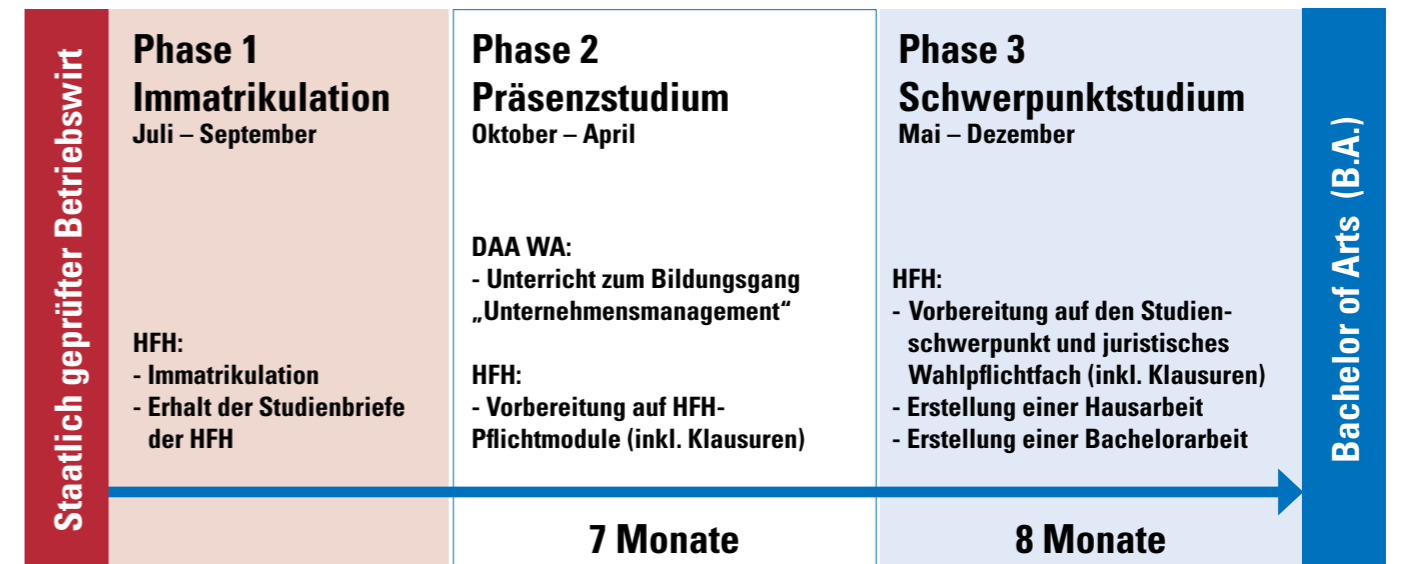 Staatlich geprüfter Betriebswirt
Phase 1
Immatrikulation
Juli – September
HFH:
- Immatrikulation
- Erhalt der Studienbriefe
der HFH
Phase 2
Präsenzstudium
Oktober – April
DAA WA:
- Unterricht zum Bildungsgang
„Unternehmensmanagement“
HFH:
- Vorbereitung auf HFH-
Pflichtmodule (inkl. Klausuren)
7 Monate
Phase 3
Schwerpunktstudium
Mai – Dezember
HFH:
- Vorbereitung auf den Studien-
schwerpunkt und juristisches
Wahlpflichtfach (inkl. Klausuren)
- Erstellung einer Hausarbeit
- Erstellung einer Bachelorarbeit
8 Monate
Bachelor of Arts (B.A.)